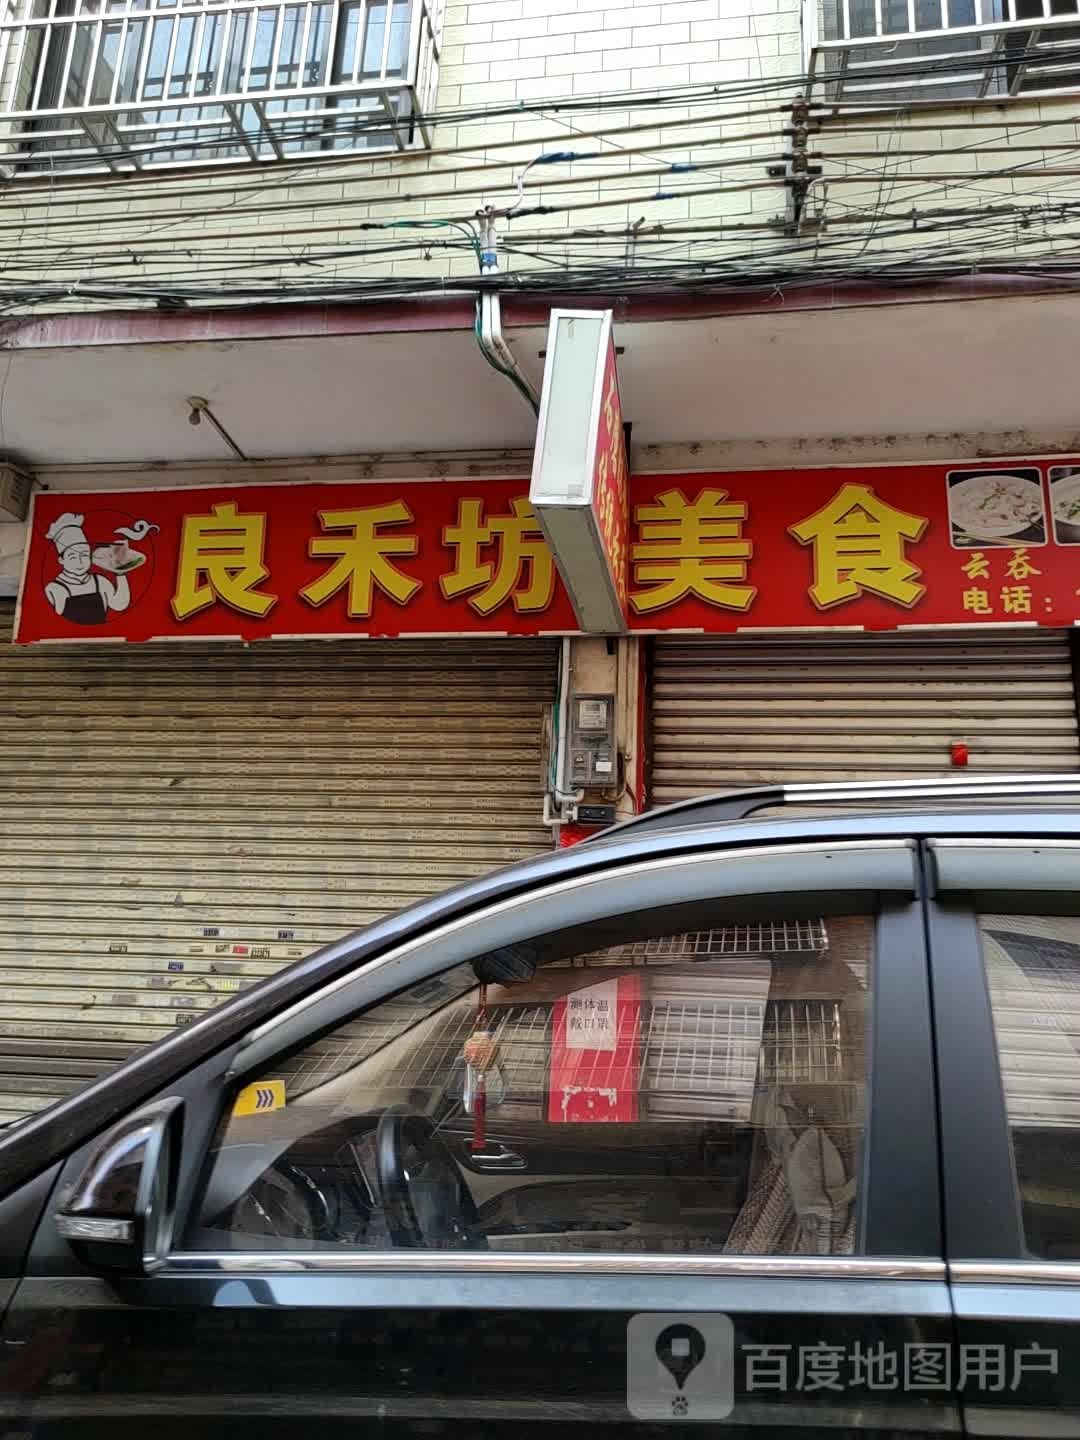 良禾坊美食
云吞
电话：
测体温
戴口罩
百度地图用户